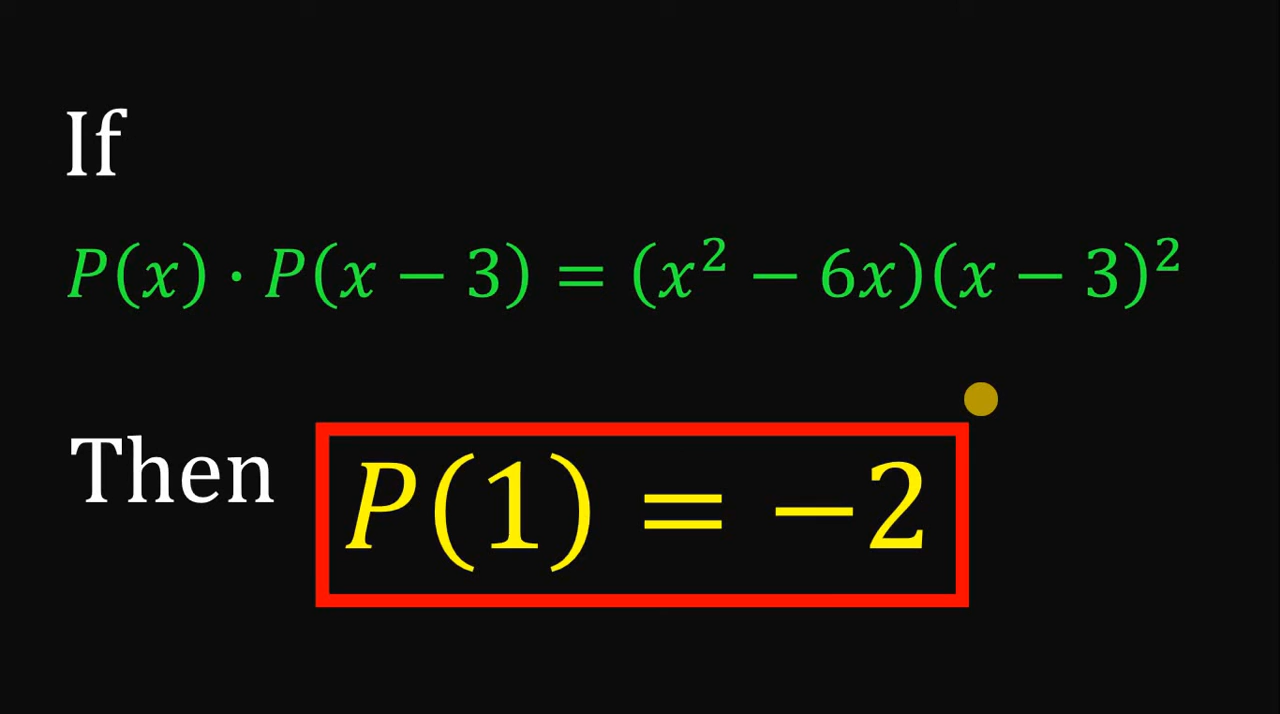 If
P(x) · P(x − 3) = (x² − 6x)(x − 3)²
Then P(1) = −2